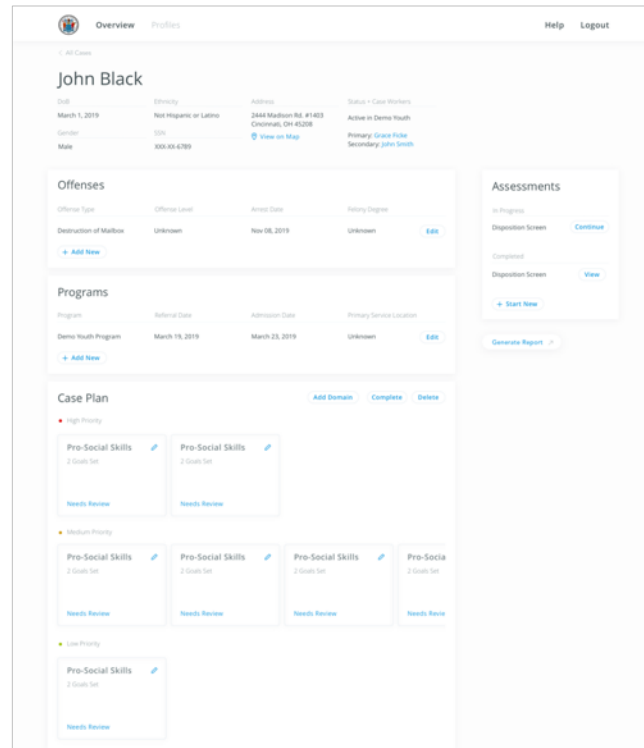 Overview Profiles Help Logout
All Cases
John Black
DoB Ethnicity Address Status + Case Workers
March 1, 2019 Not Hispanic or Latino 2444 Madison Rd. #1403 Active in Demo Youth
Cincinnati, OH 45208
Gender SSN View on Map Primary: Grace Ficke
Male XXX-XX-6789 Secondary: John Smith
Offenses
Offense Type Offense Level Arrest Date Felony Degree
Destruction of Mailbox Unknown Nov 08, 2019 Unknown Edit
+ Add New
Assessments
In Progress
Disposition Screen Continue
Completed
Disposition Screen View
+ Start New
Generate Report
Programs
Program Referral Date Admission Date Primary Service Location
Demo Youth Program March 19, 2019 March 23, 2019 Unknown Edit
+ Add New
Case Plan Add Domain Complete Delete
High Priority
Pro-Social Skills Pro-Social Skills
2 Goals Set 2 Goals Set
Needs Review Needs Review
Medium Priority
Pro-Social Skills Pro-Social Skills Pro-Social Skills Pro-Socia
2 Goals Set 2 Goals Set 2 Goals Set 2 Goals Set
Needs Review Needs Review Needs Review Needs Revie
Low Priority
Pro-Social Skills
2 Goals Set
Needs Review